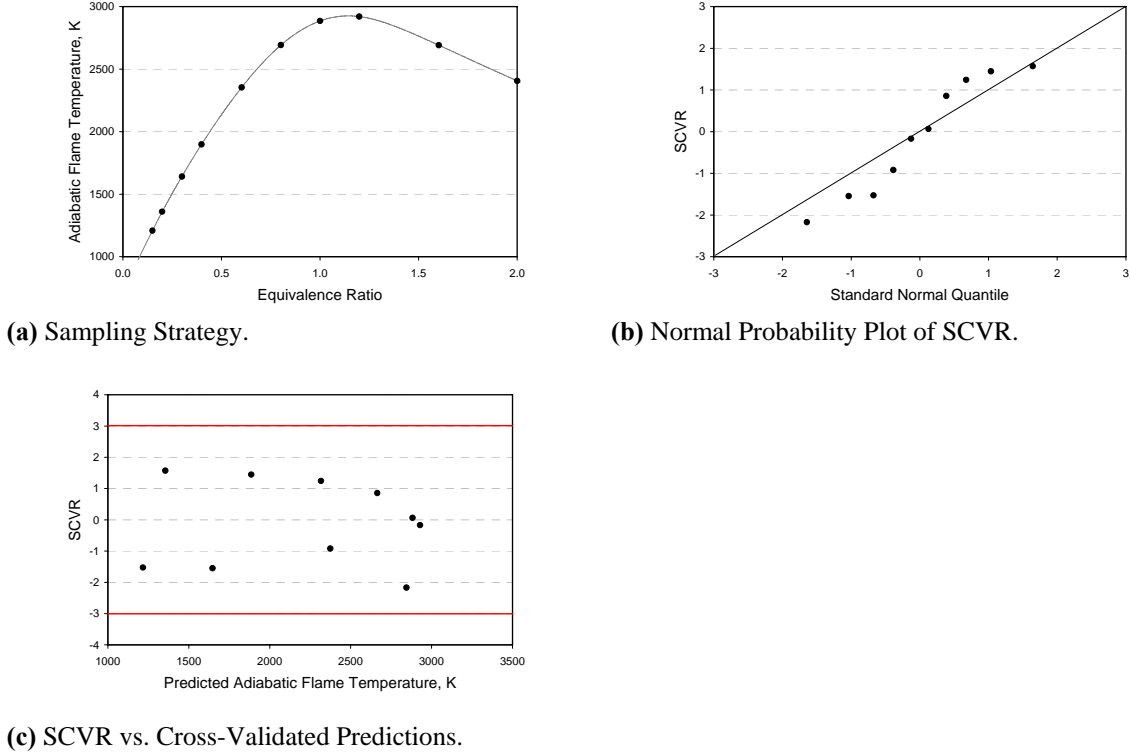 3000
2500
2000
1500
1000
Adiabatic Flame Temperature, K
0.0 0.5 1.0 1.5 2.0
Equivalence Ratio
(a) Sampling Strategy.
3
2
1
0
-1
-2
-3
SCVR
-3 -2 -1 0 1 2 3
Standard Normal Quantile
(b) Normal Probability Plot of SCVR.
4
3
2
1
0
-1
-2
-3
-4
SCVR
1000 1500 2000 2500 3000 3500
Predicted Adiabatic Flame Temperature, K
(c) SCVR vs. Cross-Validated Predictions.